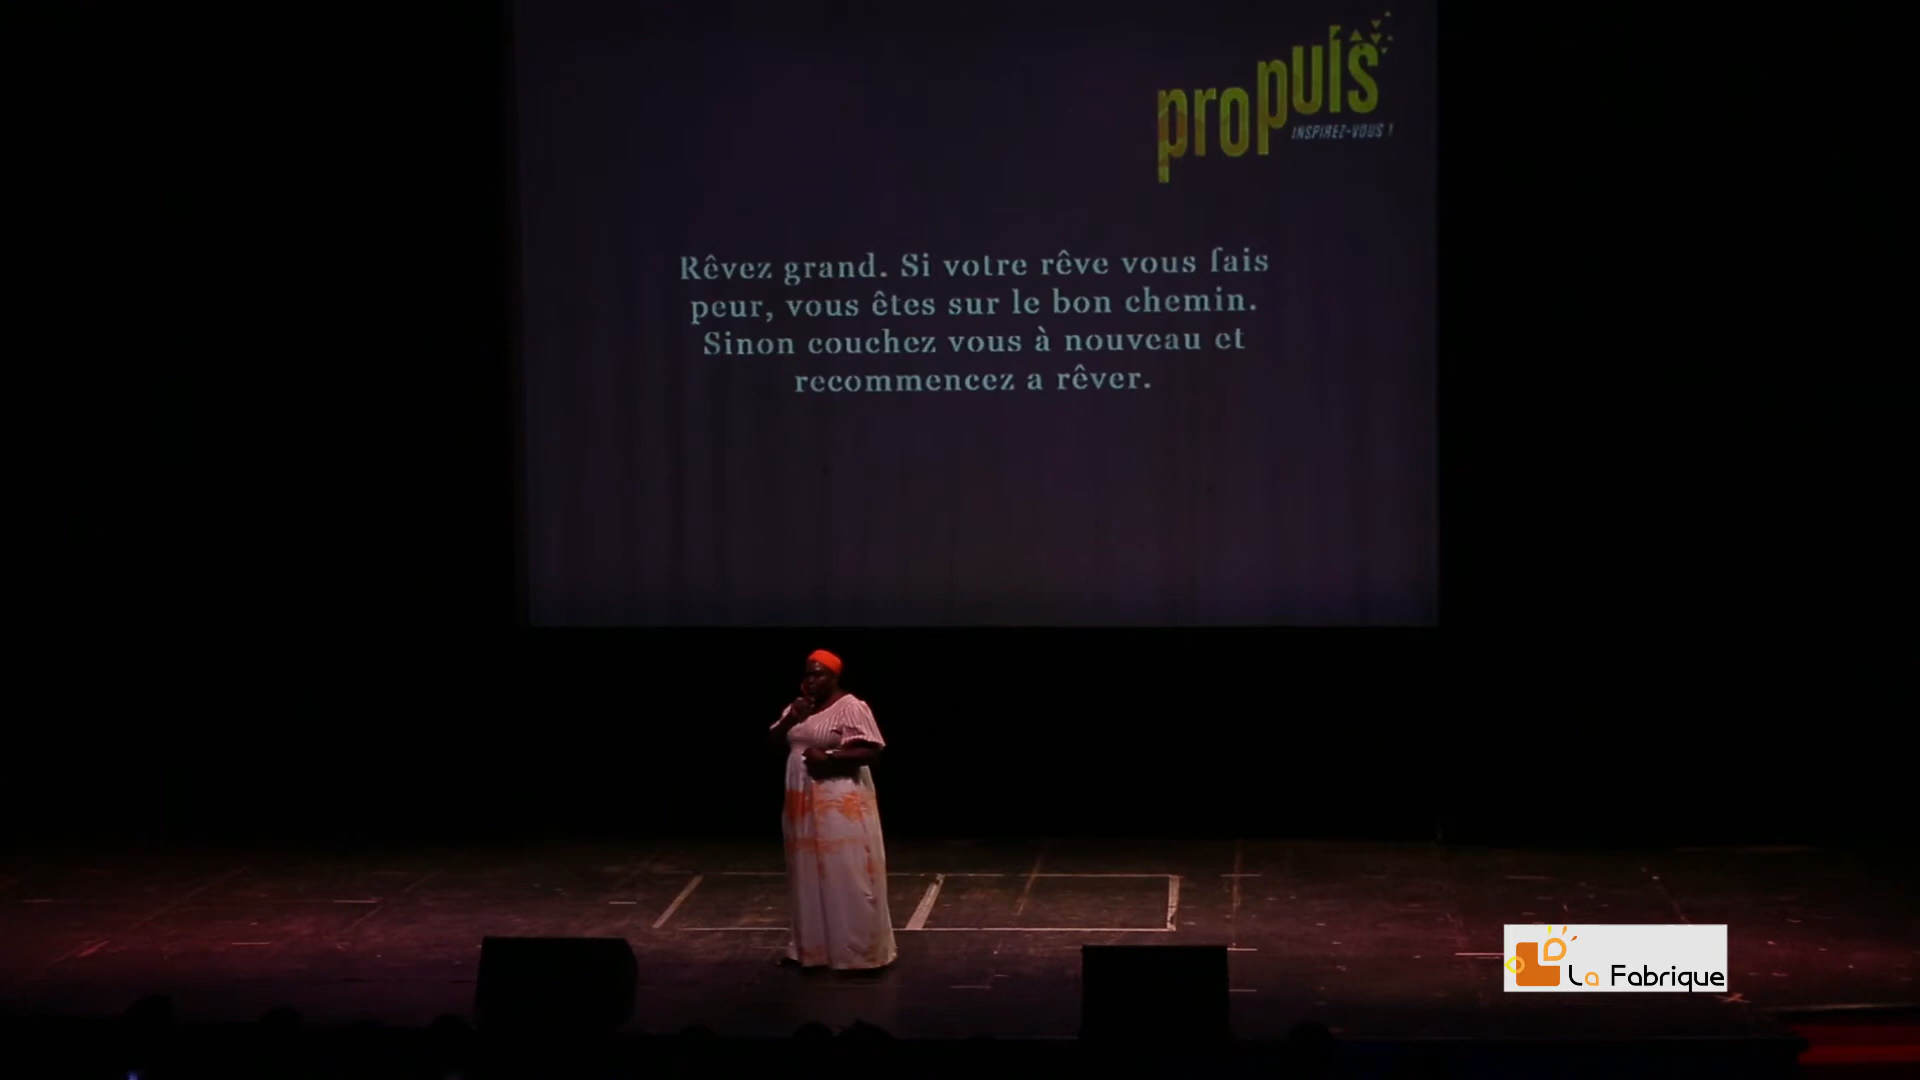 propuls
INSPIREZ-VOUS !
Rêvez grand. Si votre rêve vous fais
peur, vous êtes sur le bon chemin.
Sinon couchez vous à nouveau et
recommencez a rêver.
La Fabrique